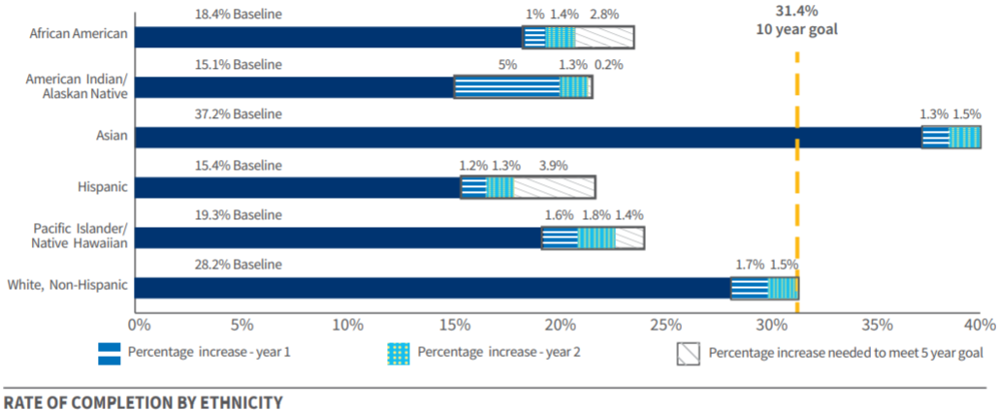 18.4% Baseline 1% 1.4% 2.8% 31.4%
10 year goal
African American
15.1% Baseline 5% 1.3% 0.2%
American Indian/
Alaskan Native
37.2% Baseline 1.3% 1.5%
Asian
15.4% Baseline 1.2% 1.3% 3.9%
Hispanic
19.3% Baseline 1.6% 1.8% 1.4%
Pacific Islander/
Native Hawaiian
28.2% Baseline 1.7% 1.5%
White, Non-Hispanic
0% 5% 10% 15% 20% 25% 30% 35% 40%
Percentage increase - year 1 Percentage increase - year 2 Percentage increase needed to meet 5 year goal
RATE OF COMPLETION BY ETHNICITY